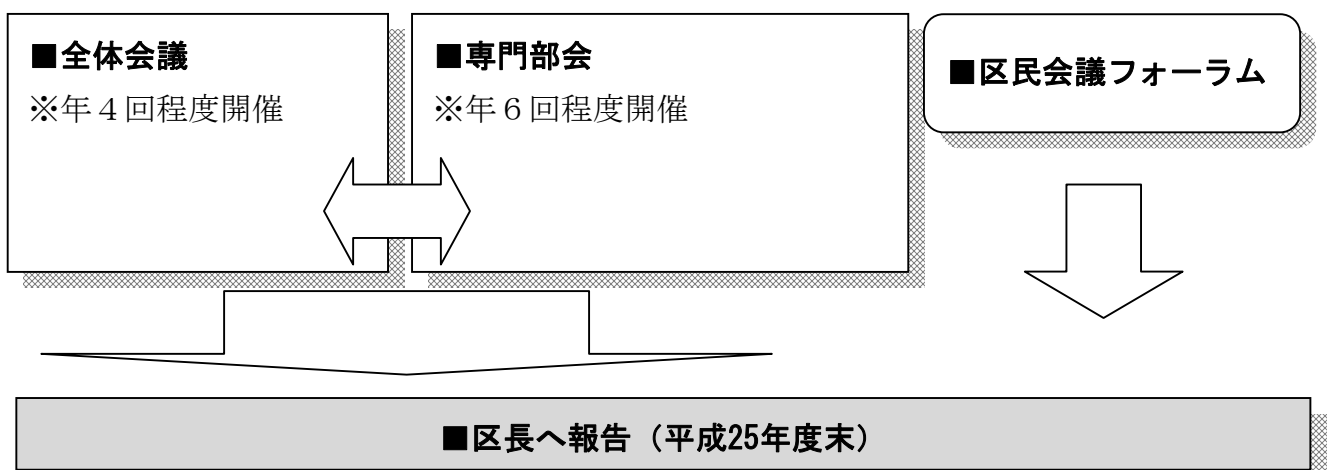 ■全体会議
※年４回程度開催
■専門部会
※年６回程度開催
■区民会議フォーラム
■区長へ報告（平成25年度末）